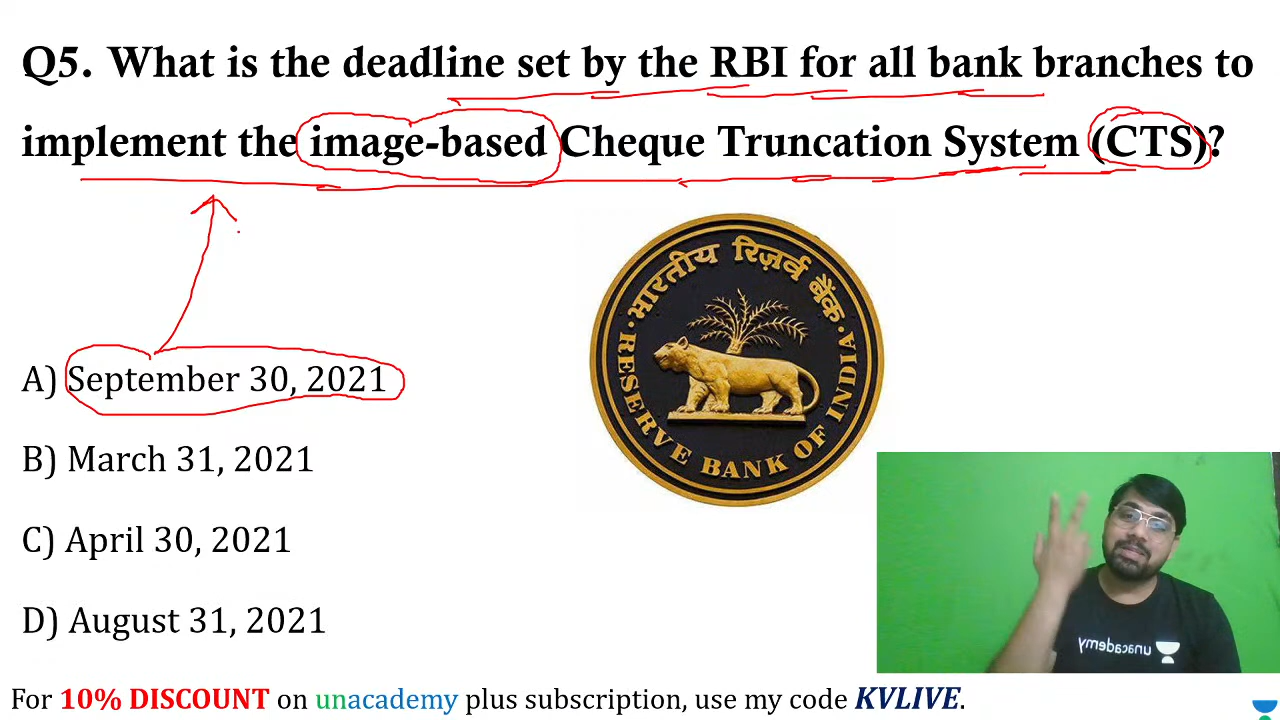 Q5. What is the deadline set by the RBI for all bank branches to
implement the image-based Cheque Truncation System (CTS)?
भारतीय रिज़र्व बैंक
RESERVE BANK OF INDIA
A) September 30, 2021
B) March 31, 2021
C) April 30, 2021
D) August 31, 2021
unacademy
For 10% DISCOUNT on unacademy plus subscription, use my code KVLIVE.